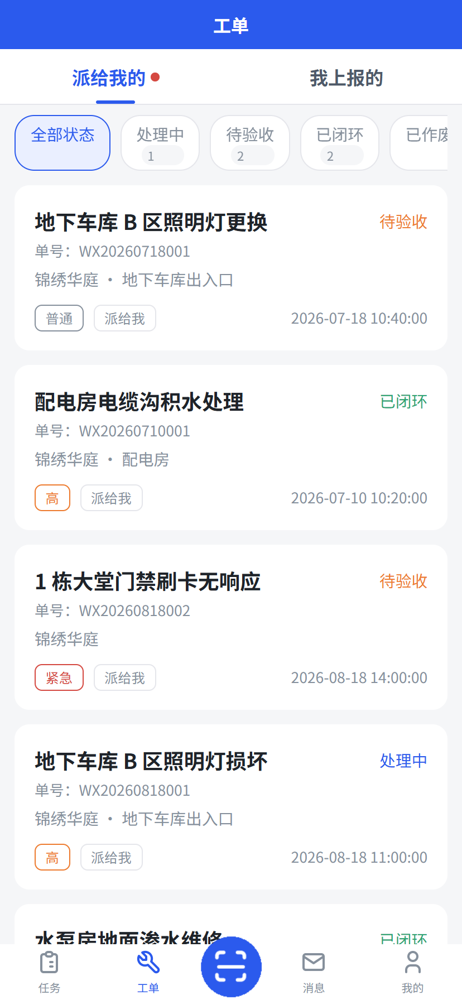 工单
派给我的
我上报的
全部状态
处理中
1
待验收
2
已闭环
2
已作废
地下车库 B 区照明灯更换
待验收
单号：WX20260718001
锦绣华庭 · 地下车库出入口
普通
派给我
2026-07-18 10:40:00
配电房电缆沟积水处理
已闭环
单号：WX20260710001
锦绣华庭 · 配电房
高
派给我
2026-07-10 10:20:00
1 栋大堂门禁刷卡无响应
待验收
单号：WX20260818002
锦绣华庭
紧急
派给我
2026-08-18 14:00:00
地下车库 B 区照明灯损坏
处理中
单号：WX20260818001
锦绣华庭 · 地下车库出入口
高
派给我
2026-08-18 11:00:00
水泵房地面渗水维修
已闭环
任务
工单
消息
我的